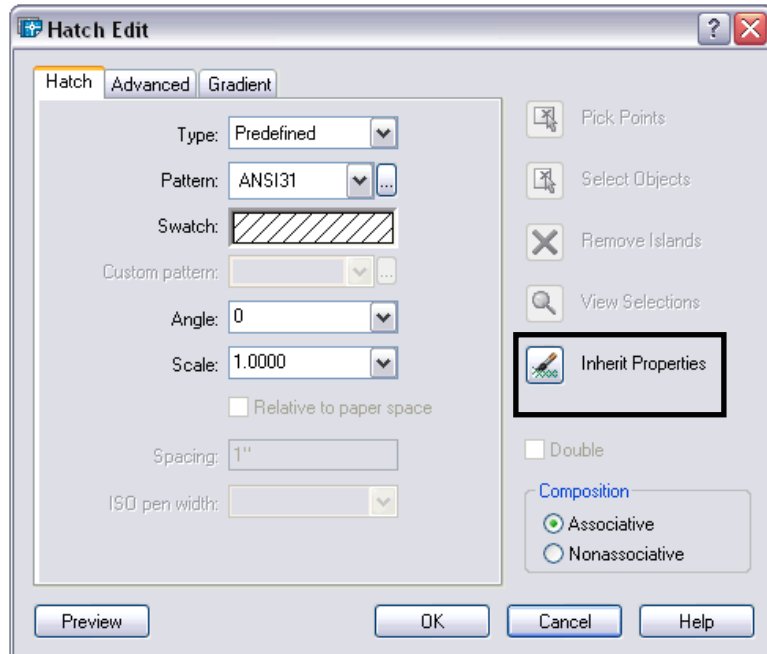 Hatch Edit
?
Hatch Advanced Gradient
Type: Predefined
Pattern: ANSI31 ...
Swatch:
Custom pattern: ...
Angle: 0
Scale: 1.0000
Relative to paper space
Spacing: 1"
ISO pen width:
Pick Points
Select Objects
Remove Islands
View Selections
Inherit Properties
Double
Composition
Associative
Nonassociative
Preview OK Cancel Help